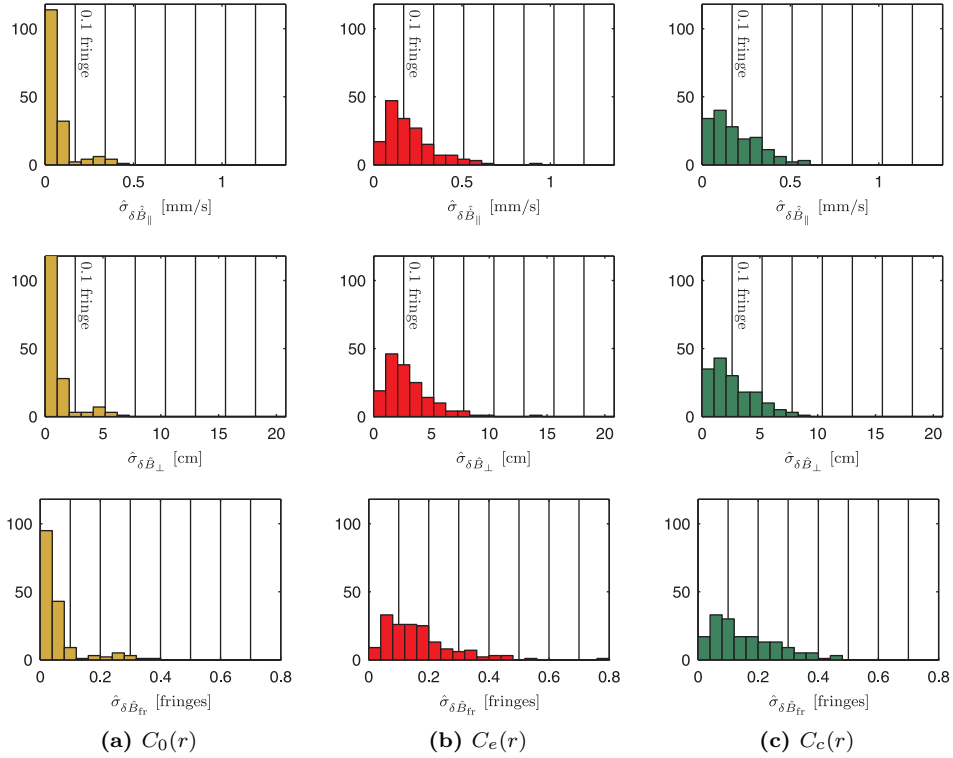 100
50
0
0.1 fringe
0 0.5 1
σ̂_{δB̂̇_∥} [mm/s]
100
50
0
0.1 fringe
0 0.5 1
σ̂_{δB̂̇_∥} [mm/s]
100
50
0
0.1 fringe
0 0.5 1
σ̂_{δB̂̇_∥} [mm/s]
100
50
0
0.1 fringe
0 5 10 15 20
σ̂_{δB̂_⊥} [cm]
100
50
0
0.1 fringe
0 5 10 15 20
σ̂_{δB̂_⊥} [cm]
100
50
0
0.1 fringe
0 5 10 15 20
σ̂_{δB̂_⊥} [cm]
100
50
0
0 0.2 0.4 0.6 0.8
σ̂_{δB̂_fr} [fringes]
(a) C_0(r)
100
50
0
0 0.2 0.4 0.6 0.8
σ̂_{δB̂_fr} [fringes]
(b) C_e(r)
100
50
0
0 0.2 0.4 0.6 0.8
σ̂_{δB̂_fr} [fringes]
(c) C_c(r)